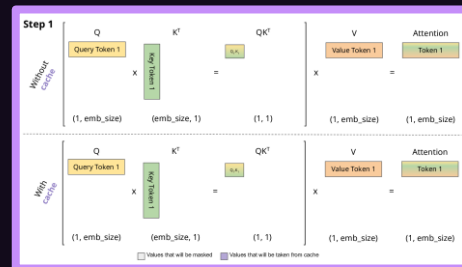 Step 1
Without cache
Q
Kᵀ
QKᵀ
V
Attention
Query Token 1
x
Key Token 1
=
x
Value Token 1
=
Token 1
(1, emb_size)
(emb_size, 1)
(1, 1)
(1, emb_size)
(1, emb_size)
With cache
Q
Kᵀ
QKᵀ
V
Attention
Query Token 1
x
Key Token 1
=
x
Value Token 1
=
Token 1
(1, emb_size)
(emb_size, 1)
(1, 1)
(1, emb_size)
(1, emb_size)
Values that will be masked
Values that will be taken from cache